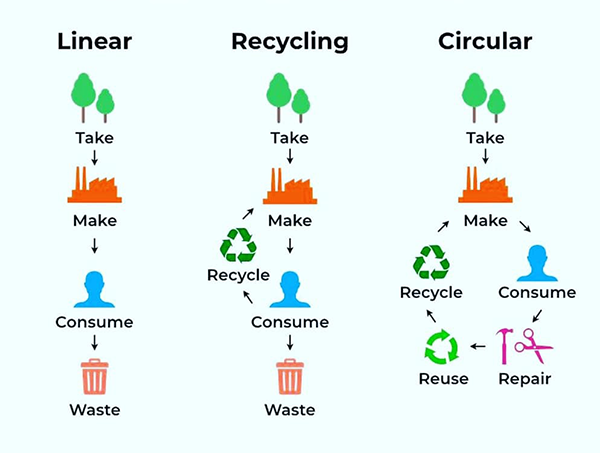 Linear
Take
Make
Consume
Waste
Recycling
Take
Make
Recycle
Consume
Waste
Circular
Take
Make
Consume
Repair
Reuse
Recycle